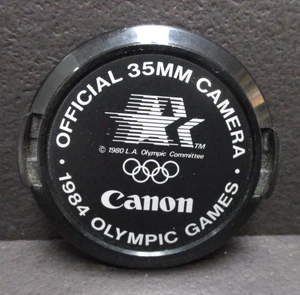 · OFFICIAL 35MM CAMERA ·
TM
© 1980 L.A. Olympic Committee
Canon
1984 OLYMPIC GAMES